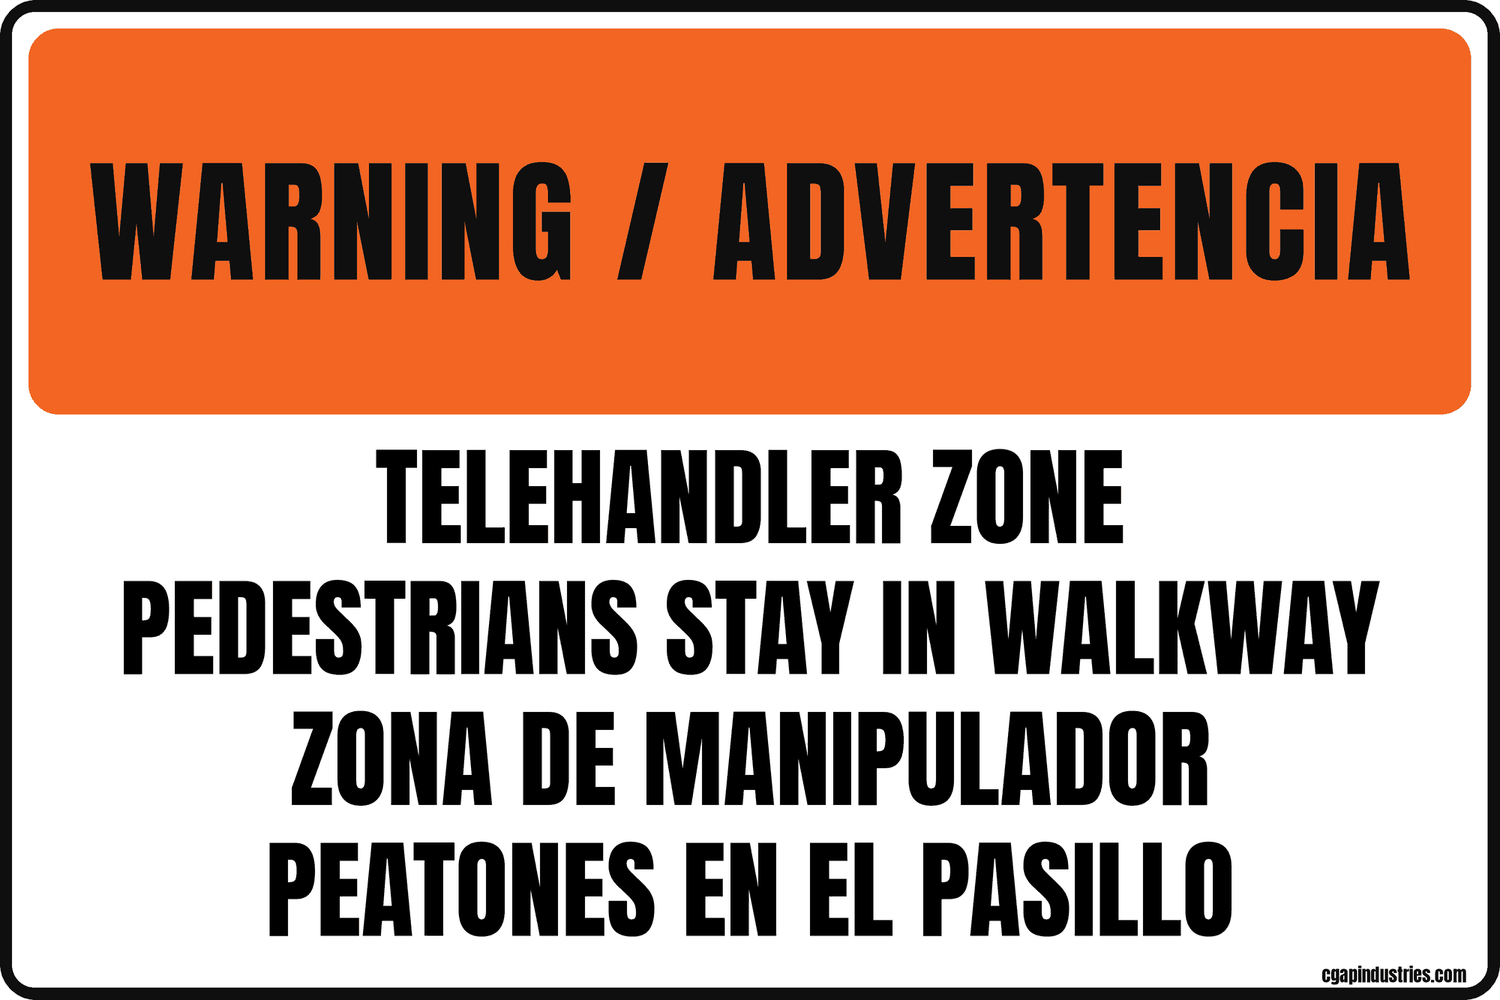 WARNING / ADVERTENCIA
TELEHANDLER ZONE
PEDESTRIANS STAY IN WALKWAY
ZONA DE MANIPULADOR
PEATONES EN EL PASILLO
cgapindustries.com